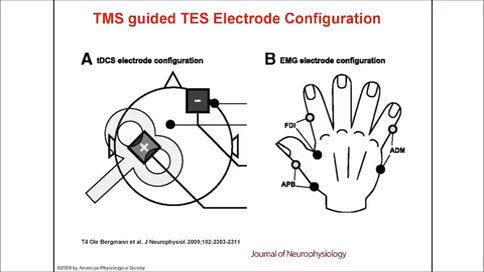 TMS guided TES Electrode Configuration
A tDCS electrode configuration
B EMG electrode configuration
-
+
FDI
ADM
APB
Til Ole Bergmann et al. J Neurophysiol 2009;102:2303-2311
Journal of Neurophysiology
©2009 by American Physiological Society